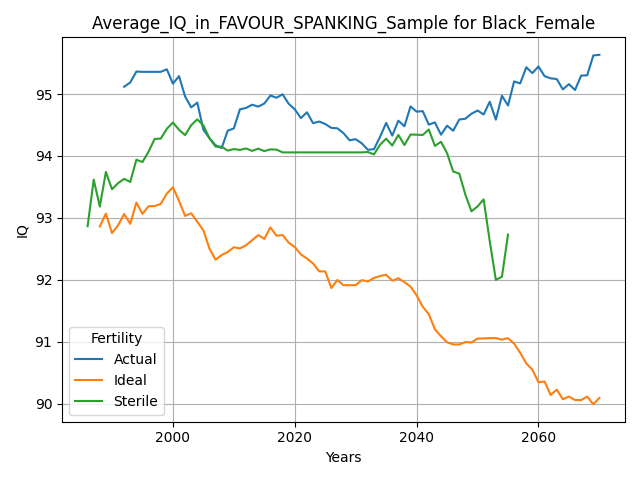 Average_IQ_in_FAVOUR_SPANKING_Sample for Black_Female
IQ
95
94
93
92
91
90
Fertility
Actual
Ideal
Sterile
2000 2020 2040 2060
Years